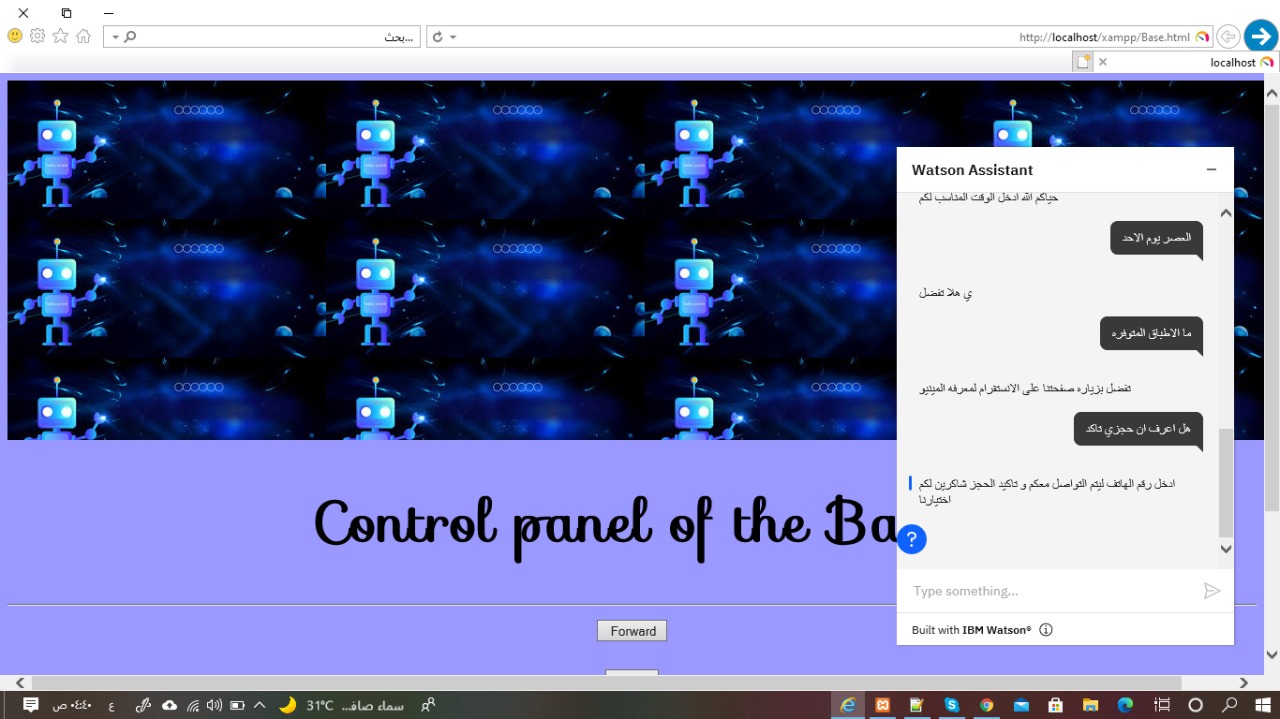 بحث...
http://localhost/xampp/Base.html
localhost
Watson Assistant
حياكم الله ادخل الوقت المناسب لكم
العصر يوم الاحد
ي هلا تفضل
ما الاطباق المتوفره
تفضل بزياره صفحتنا على الانستقرام لمعرفه المينيو
هل اعرف ان حجزي تاكد
ادخل رقم الهاتف ليتم التواصل معكم و تاكيد الحجز شاكرين لكم
اختيارنا
?
Type something...
Built with IBM Watson®
Control panel of the Ba
Forward
٠٤:٤٠ ص
ع
31°C
سماء صافـ...